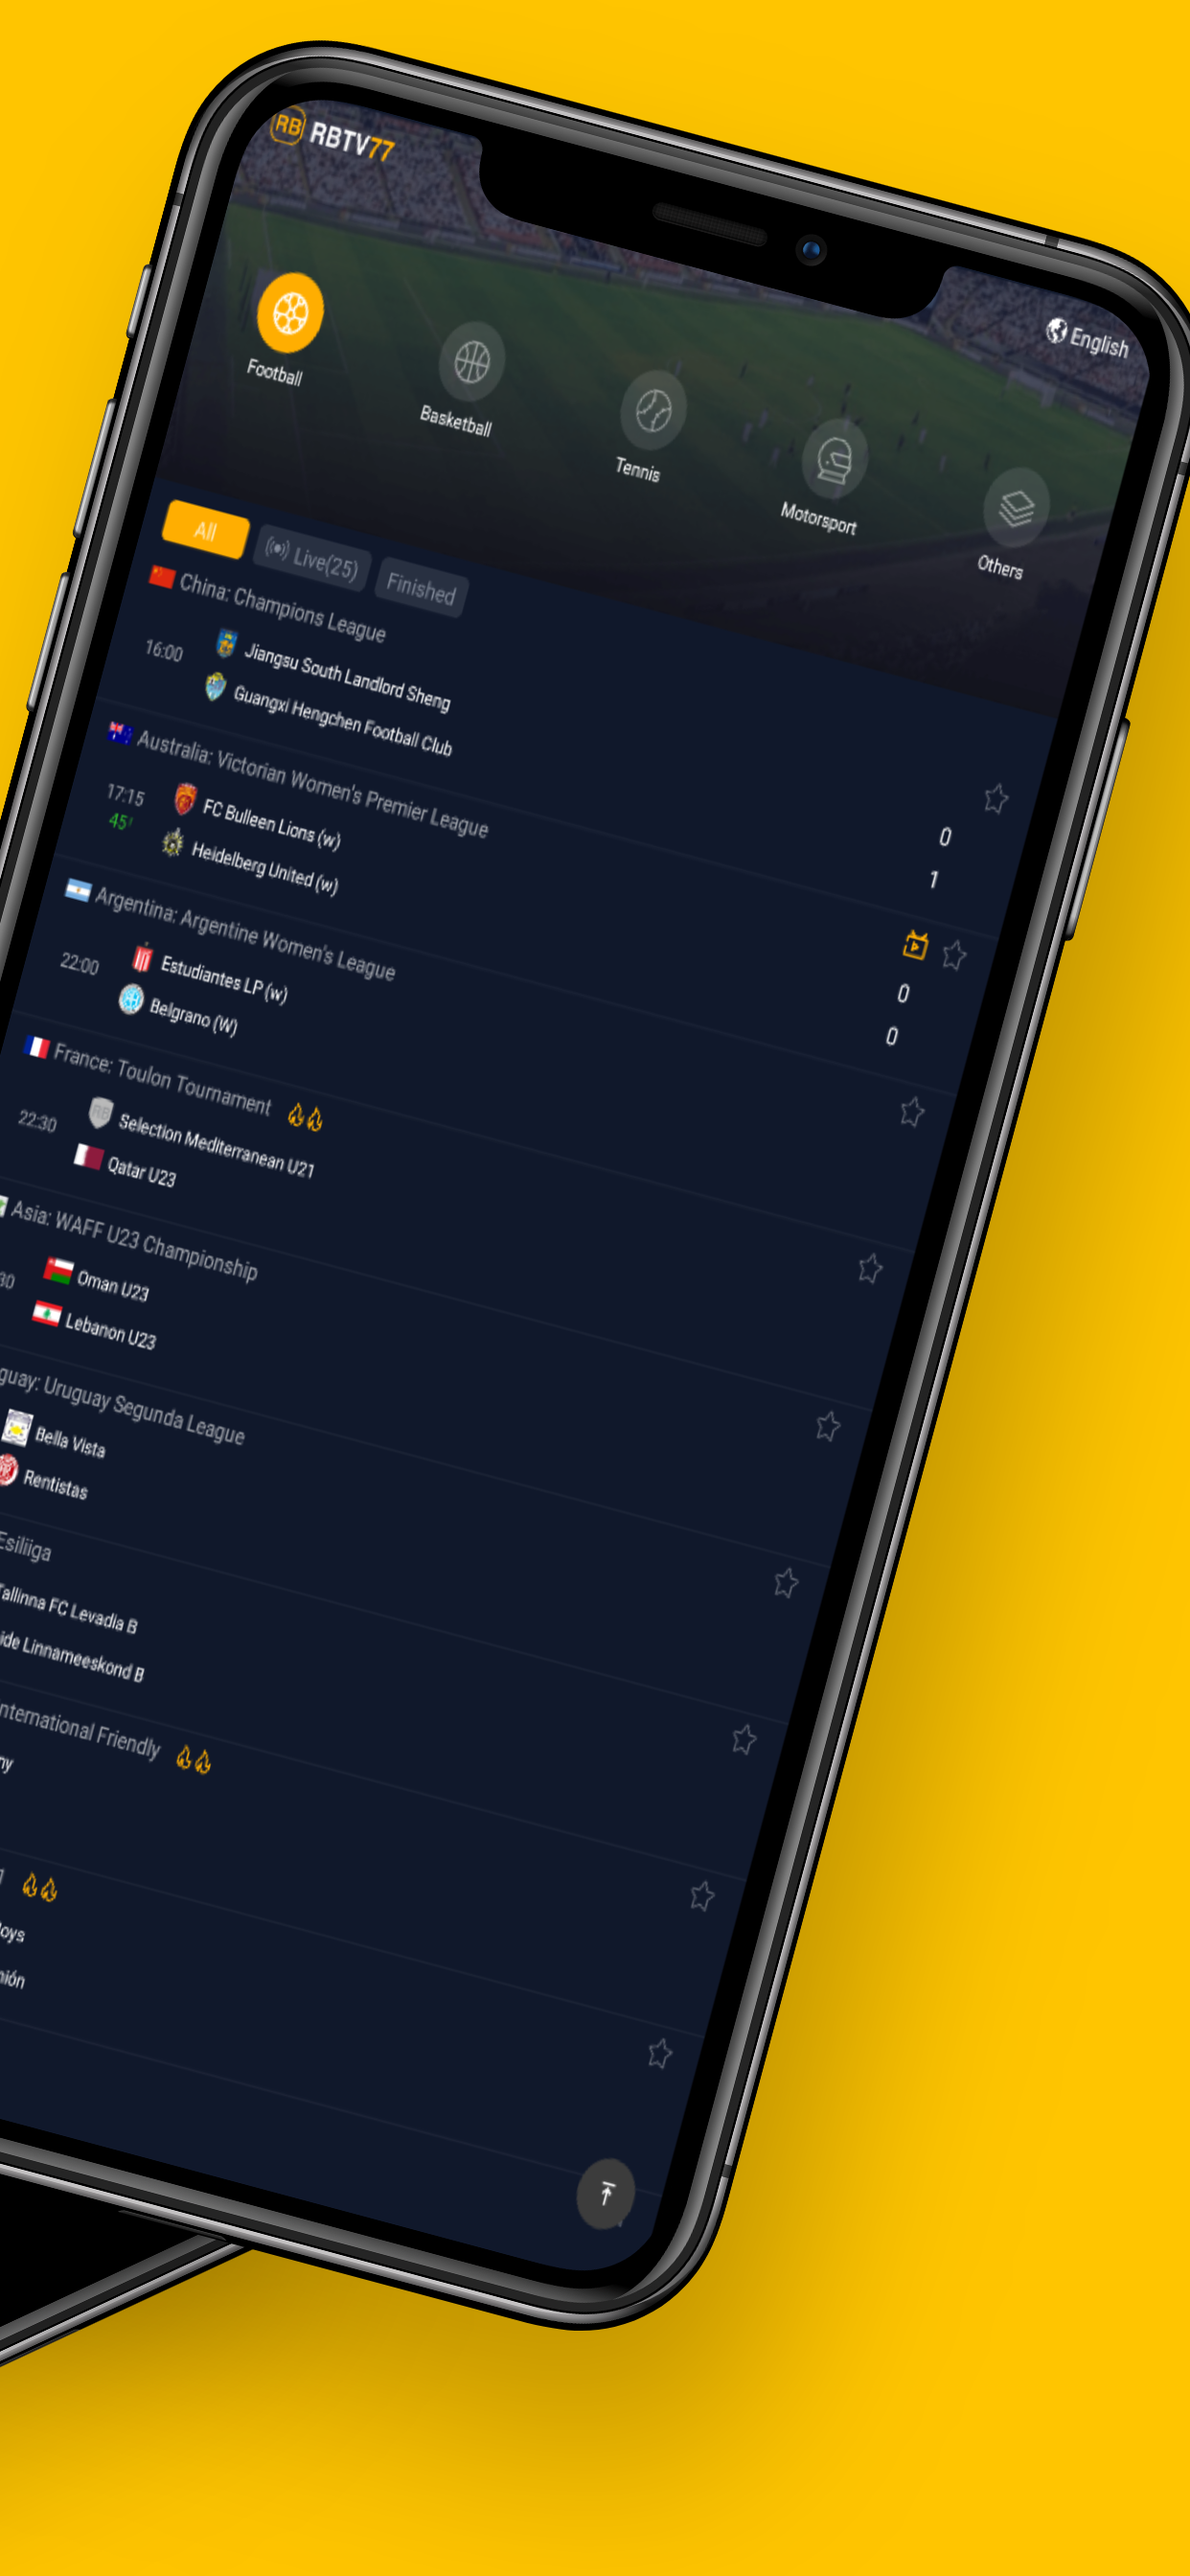 RB RBTV77
English
Football
Basketball
Tennis
Motorsport
Others
All
Live(25)
Finished
China: Champions League
16:00
Jiangsu South Landlord Sheng
Guangxi Hengchen Football Club
0
1
Australia: Victorian Women's Premier League
17:15
45'
FC Bulleen Lions (w)
Heidelberg United (w)
0
0
Argentina: Argentine Women's League
22:00
Estudiantes LP (w)
Belgrano (W)
France: Toulon Tournament
22:30
RB
Selection Mediterranean U21
Qatar U23
Asia: WAFF U23 Championship
30
Oman U23
Lebanon U23
guay: Uruguay Segunda League
Bella Vista
Rentistas
Esiliiga
Tallinna FC Levadia B
ide Linnameeskond B
nternational Friendly
ny
oys
nión